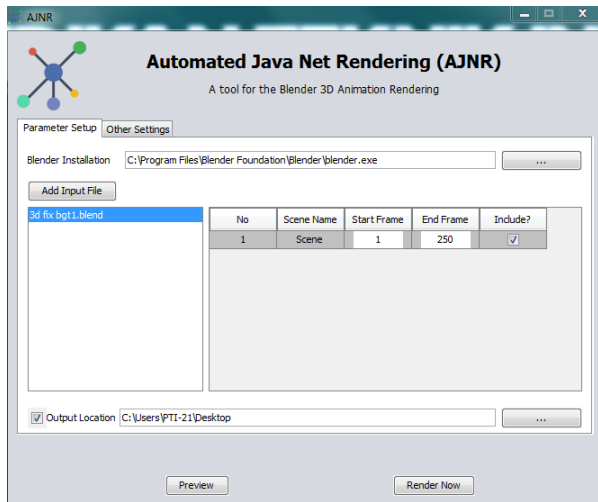 AJNR
Automated Java Net Rendering (AJNR)
A tool for the Blender 3D Animation Rendering
Parameter Setup Other Settings
Blender Installation C:\Program Files\Blender Foundation\Blender\blender.exe ...
Add Input File
3d fix bgt1.blend
No Scene Name Start Frame End Frame Include?
1 Scene 1 250
Output Location C:\Users\PTI-21\Desktop ...
Preview Render Now